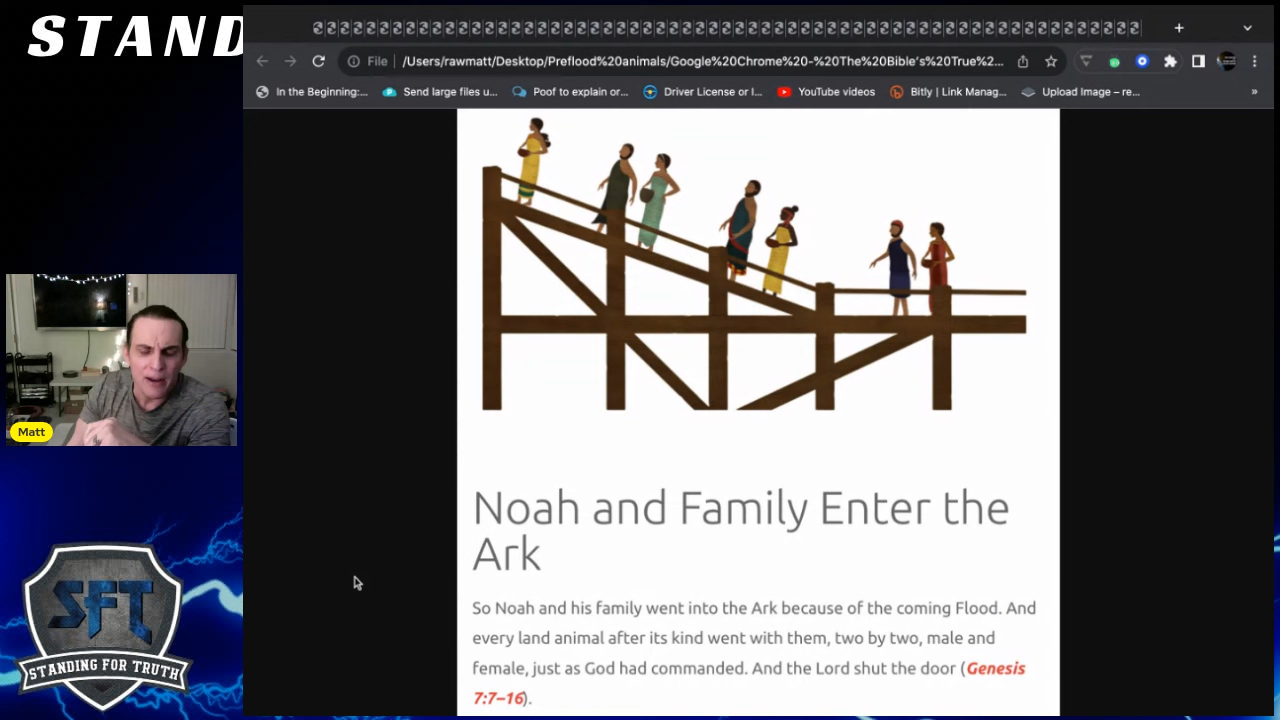 STAND
File
/Users/rawmatt/Desktop/Preflood%20animals/Google%20Chrome%20-%20The%20Bible's%20True%2...
In the Beginning:...
Send large files u...
Poof to explain or...
Driver License or I...
YouTube videos
Bitly | Link Manag...
Upload Image – re...
»
Matt
Noah and Family Enter the
Ark
So Noah and his family went into the Ark because of the coming Flood. And
every land animal after its kind went with them, two by two, male and
female, just as God had commanded. And the Lord shut the door (Genesis
7:7–16).
SFT
STANDING FOR TRUTH